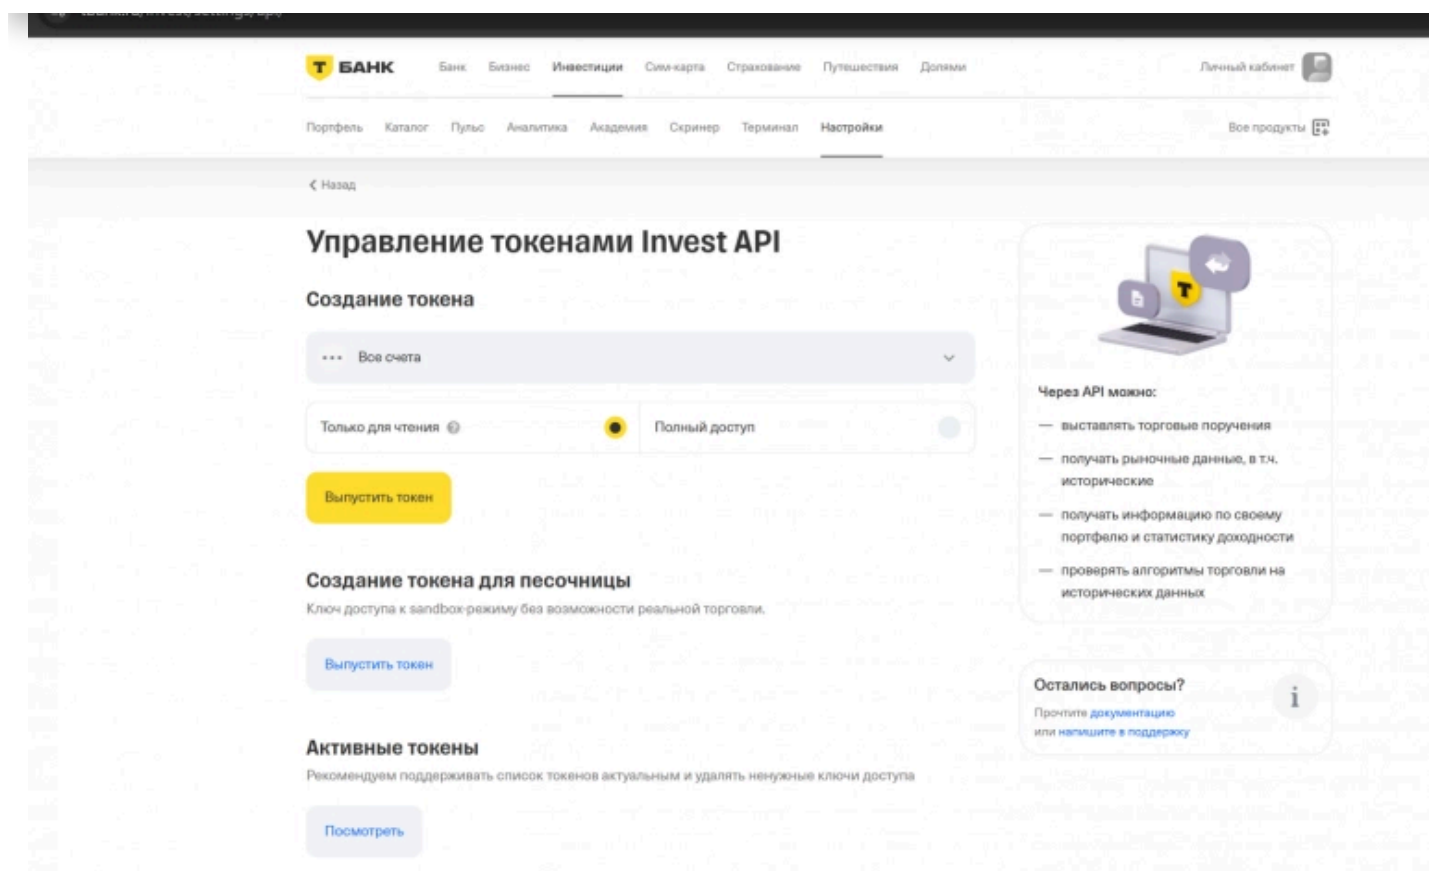 Т БАНК Банк Бизнес Инвестиции Сим-карта Страхование Путешествия Долями Личный кабинет
Портфель Каталог Пульс Аналитика Академия Скринер Терминал Настройки Все продукты
Назад
Управление токенами Invest API
Создание токена
Все счета
Только для чтения Полный доступ
Выпустить токен
Создание токена для песочницы
Ключ доступа к sandbox-режиму без возможности реальной торговли.
Выпустить токен
Активные токены
Рекомендуем поддерживать список токенов актуальным и удалять ненужные ключи доступа
Посмотреть
Т
Через API можно:
— выставлять торговые поручения
— получать рыночные данные, в т.ч.
исторические
— получать информацию по своему
портфелю и статистику доходности
— проверять алгоритмы торговли на
исторических данных
Остались вопросы?
Прочтите документацию
или напишите в поддержку
i